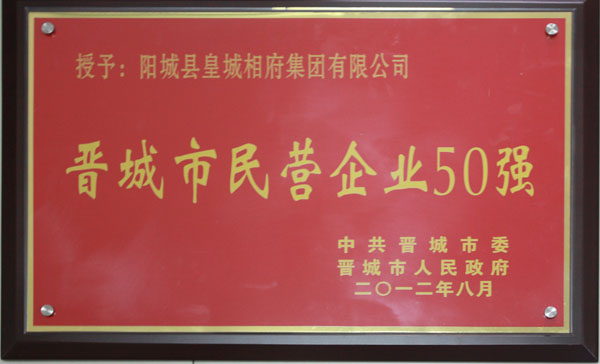 授予：阳城县皇城相府集团有限公司
晋城市民营企业50强
中共晋城市委
晋城市人民政府
二〇一二年八月